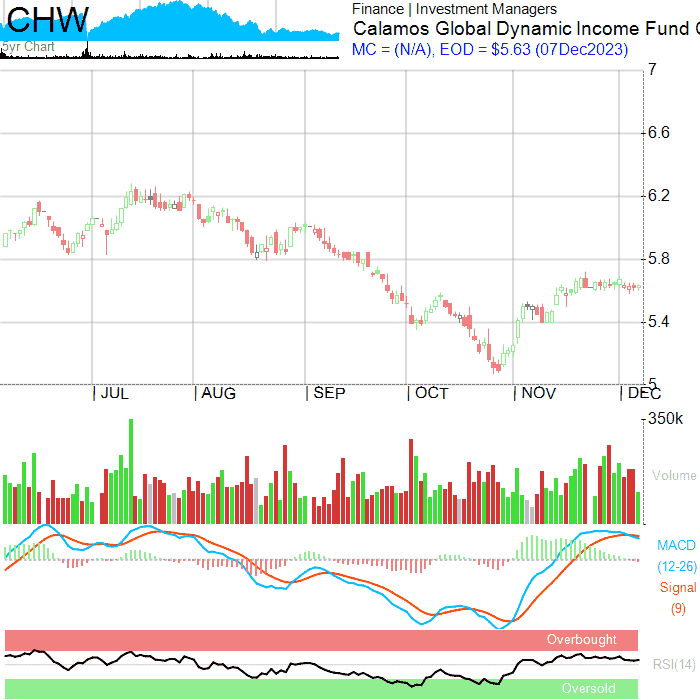 CHW
5yr Chart
Finance | Investment Managers
Calamos Global Dynamic Income Fund
MC = (N/A), EOD = $5.63 (07Dec2023)
7
6.6
6.2
5.8
5.4
5
| JUL | AUG | SEP | OCT | NOV | DEC
350k
Volume
MACD
(12-26)
Signal
(9)
Overbought
RSI(14)
Oversold